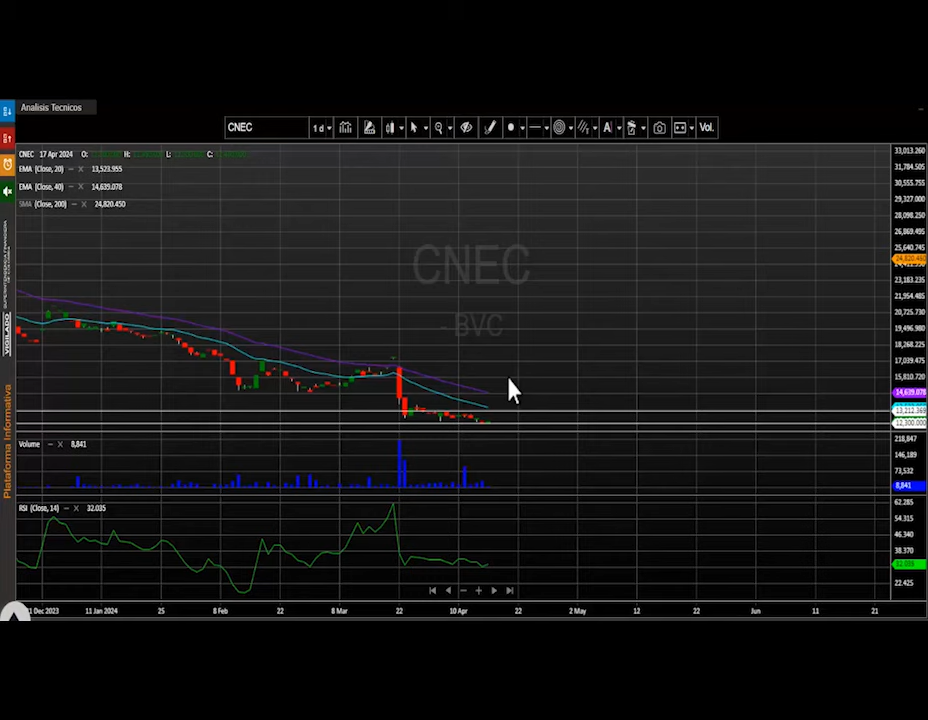 Analisis Tecnicos
CNEC 1 d Vol.
CNEC 17 Apr 2024 O: H: L: C:
EMA (Close, 20) 13,523.955
EMA (Close, 40) 14,639.078
SMA (Close, 200) 24,820.450
CNEC
- BVC
33,013.260
31,784.505
30,555.755
29,327.000
28,098.250
26,869.495
25,640.745
24,820.450
23,183.235
21,954.485
20,725.730
19,496.980
18,268.225
17,039.475
15,810.720
14,639.078
13,212.369
12,300.000
Volume 8,841
218,847
146,189
73,532
8,841
RSI (Close, 14) 32.035
62.285
54.315
46.340
38.370
32.035
22.425
11 Jan 2024 25 8 Feb 22 8 Mar 22 10 Apr 22 2 May 12 22 Jun 11 21
VIGILADO
Plataforma Informativa